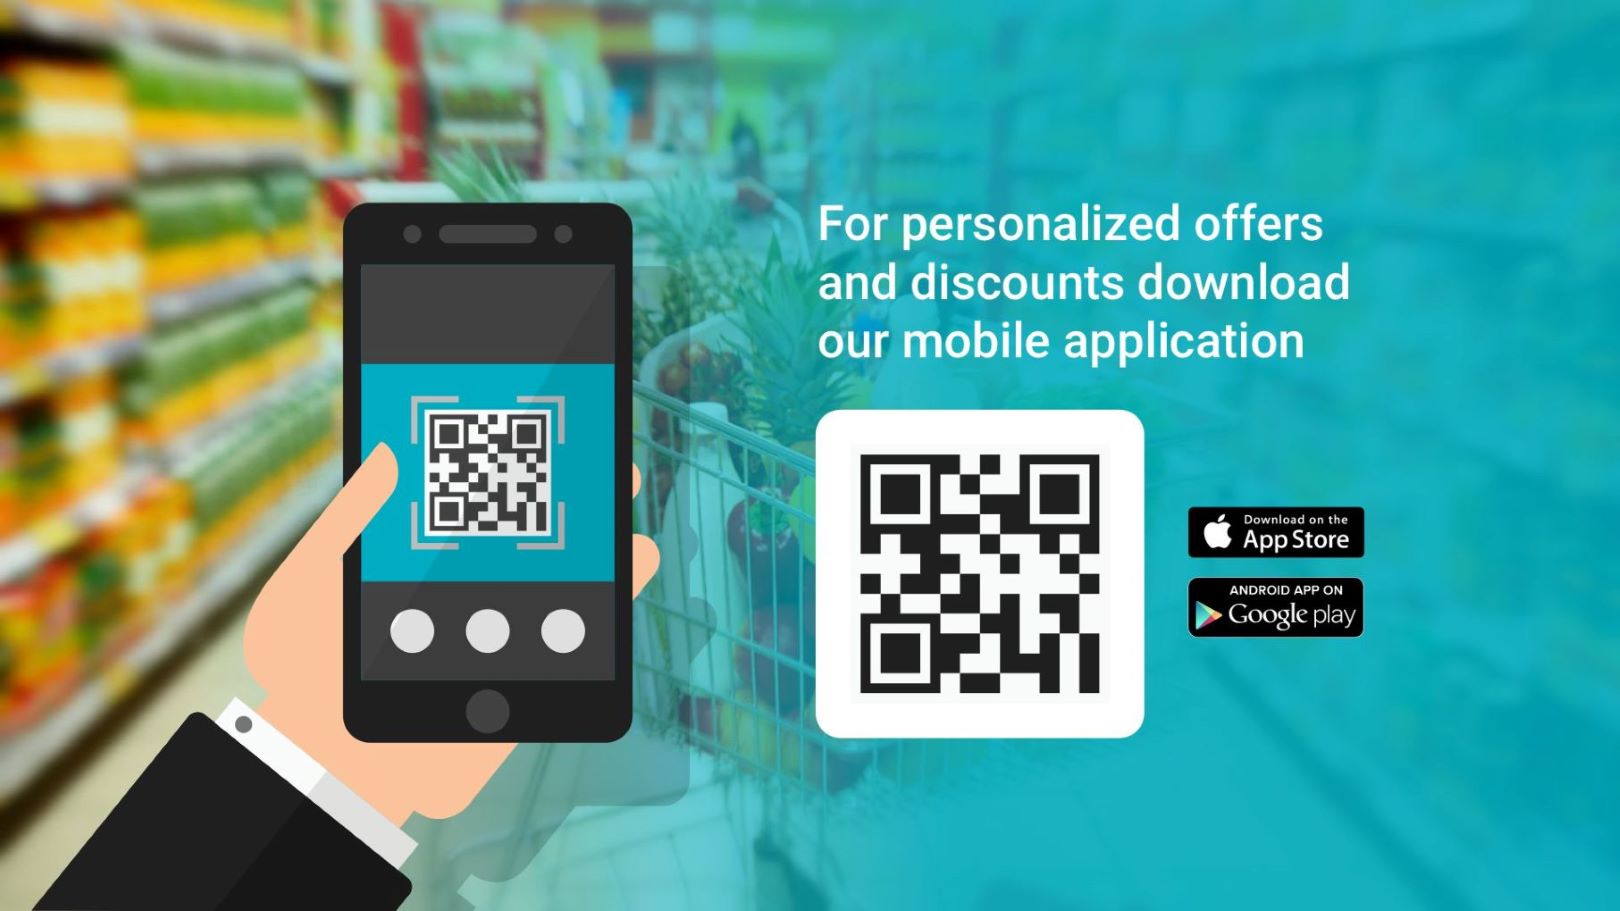 For personalized offers
and discounts download
our mobile application
Download on the
App Store
ANDROID APP ON
Google play